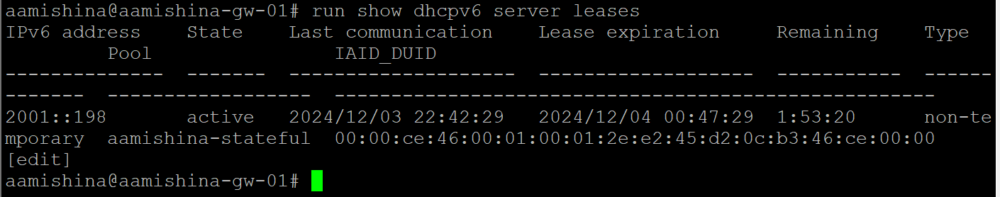 aamishina@aamishina-gw-01# run show dhcpv6 server leases
IPv6 address    State    Last communication    Lease expiration     Remaining    Type
         Pool                IAID_DUID
--------------  -------  --------------------  -------------------  -----------  ------
-------  ------------------  -----------------------------------------------------
2001::198       active   2024/12/03 22:42:29   2024/12/04 00:47:29  1:53:20      non-te
mporary  aamishina-stateful  00:00:ce:46:00:01:00:01:2e:e2:45:d2:0c:b3:46:ce:00:00
[edit]
aamishina@aamishina-gw-01#